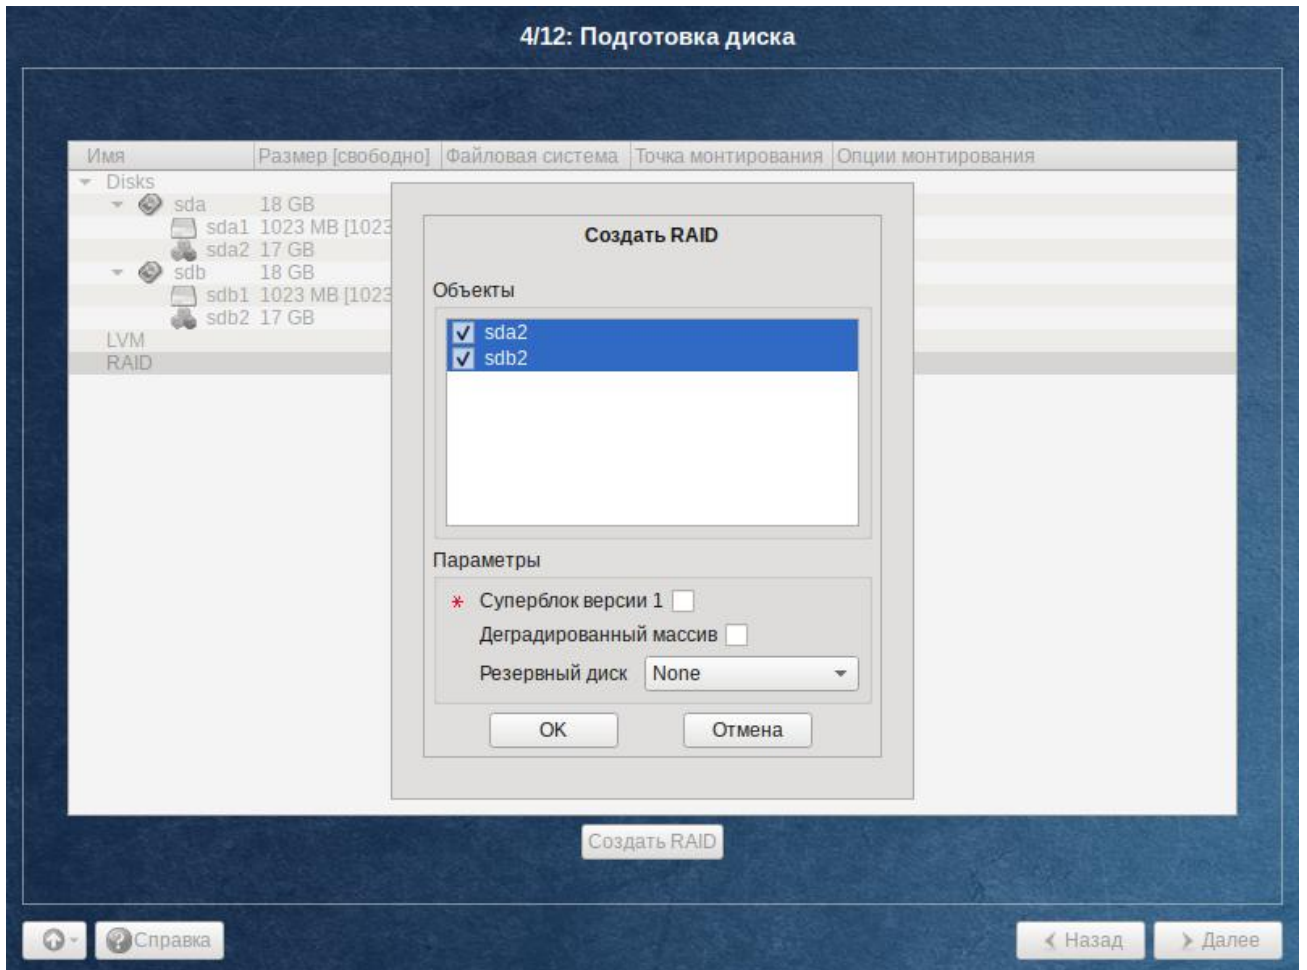 4/12: Подготовка диска
Имя Размер [свободно] Файловая система Точка монтирования Опции монтирования
Disks
sda 18 GB
sda1 1023 MB [1023
sda2 17 GB
sdb 18 GB
sdb1 1023 MB [1023
sdb2 17 GB
LVM
RAID
Создать RAID
Объекты
sda2
sdb2
Параметры
* Суперблок версии 1
Деградированный массив
Резервный диск None
OK Отмена
Создать RAID
Справка Назад Далее